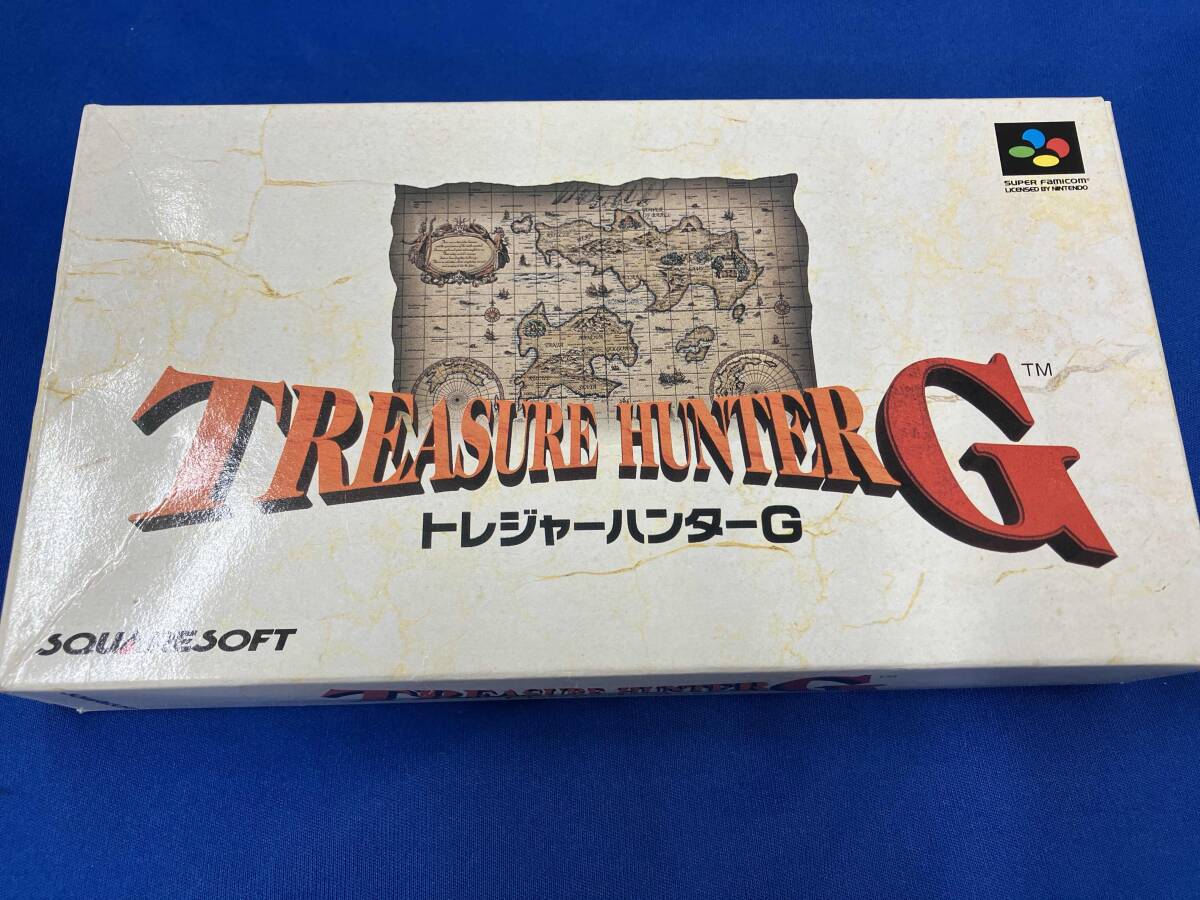 SUPER FAMICOM®
LICENSED BY NINTENDO
TREASURE HUNTER G™
トレジャーハンターG
SQUARESOFT
TREASURE HUNTER G